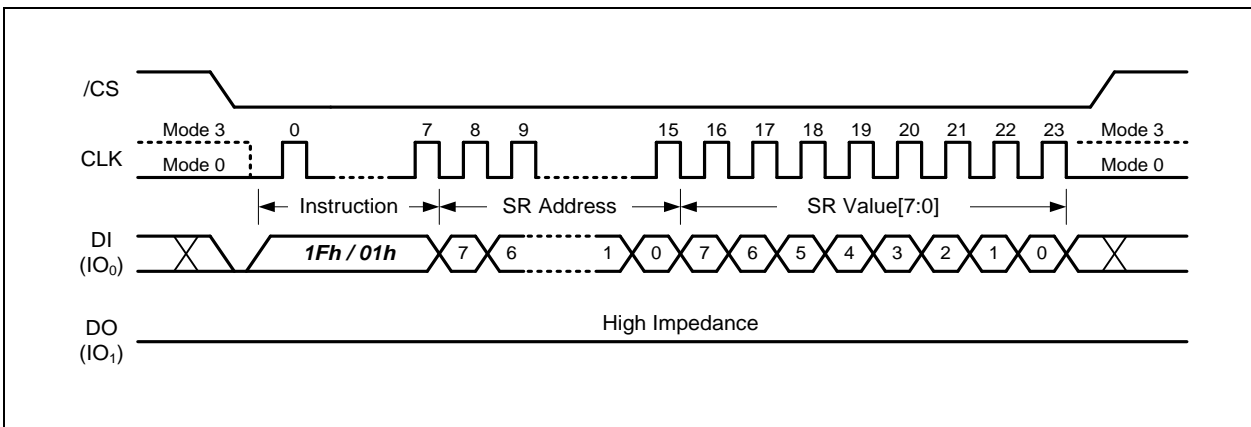 /CS
Mode 3 0 7 8 9 15 16 17 18 19 20 21 22 23 Mode 3
CLK
Mode 0 Mode 0
Instruction SR Address SR Value[7:0]
DI
(IO₀)
1Fh / 01h 7 6 1 0 7 6 5 4 3 2 1 0
High Impedance
DO
(IO₁)